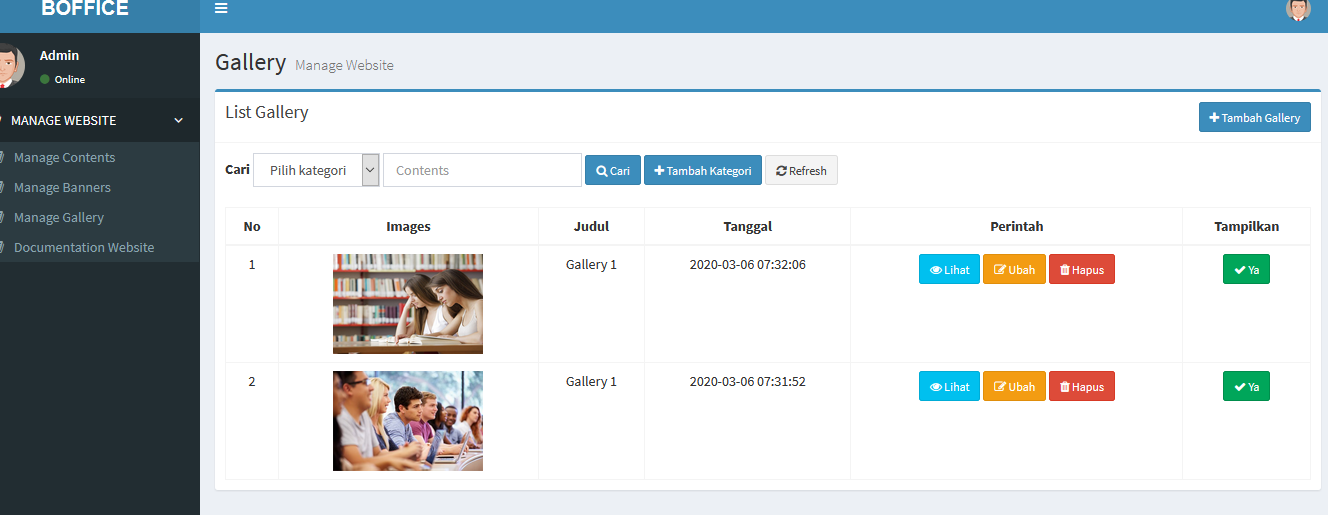 BOFFICE
Admin
Online
MANAGE WEBSITE
Manage Contents
Manage Banners
Manage Gallery
Documentation Website
Gallery Manage Website
List Gallery
Tambah Gallery
Cari Pilih kategori Contents Cari Tambah Kategori Refresh
No Images Judul Tanggal Perintah Tampilkan
1 Gallery 1 2020-03-06 07:32:06 Lihat Ubah Hapus Ya
2 Gallery 1 2020-03-06 07:31:52 Lihat Ubah Hapus Ya